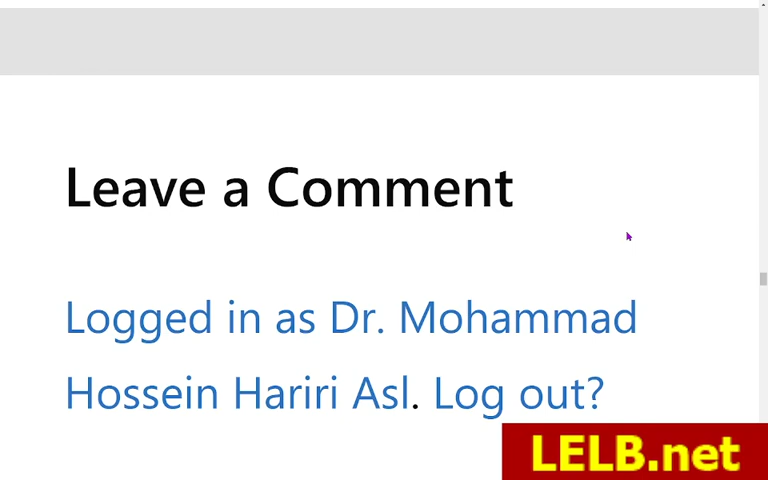 Leave a Comment
Logged in as Dr. Mohammad
Hossein Hariri Asl. Log out?
LELB.net